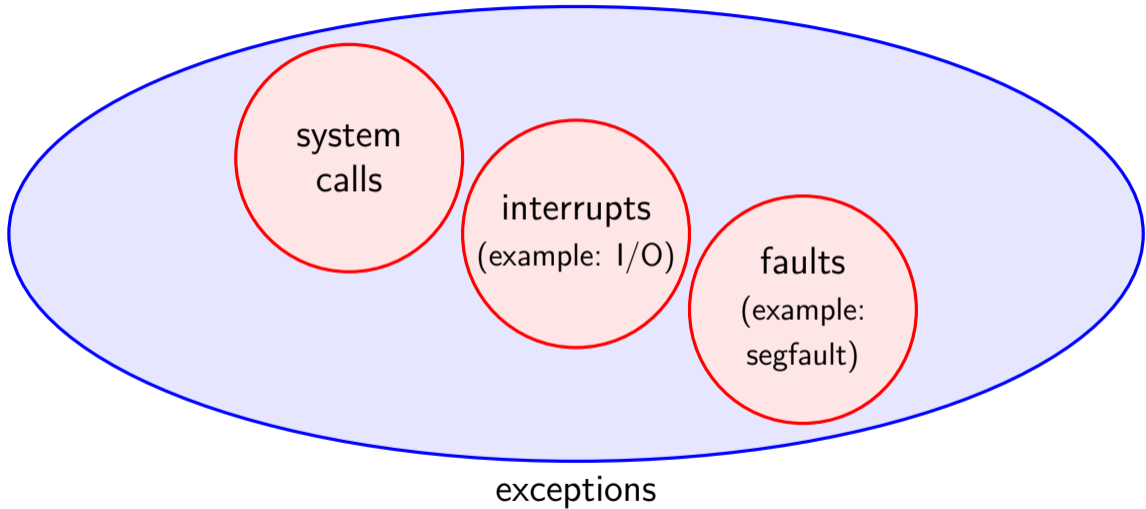 system
calls
interrupts
(example: I/O)
faults
(example:
segfault)
exceptions